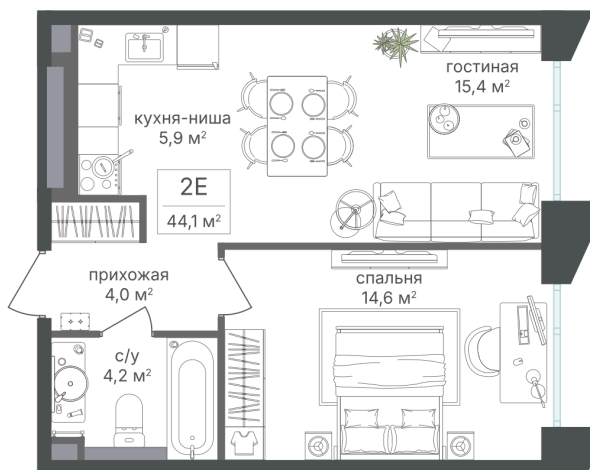 гостиная
15,4 м²
кухня-ниша
5,9 м²
2Е
44,1 м²
прихожая
4,0 м²
спальня
14,6 м²
с/у
4,2 м²